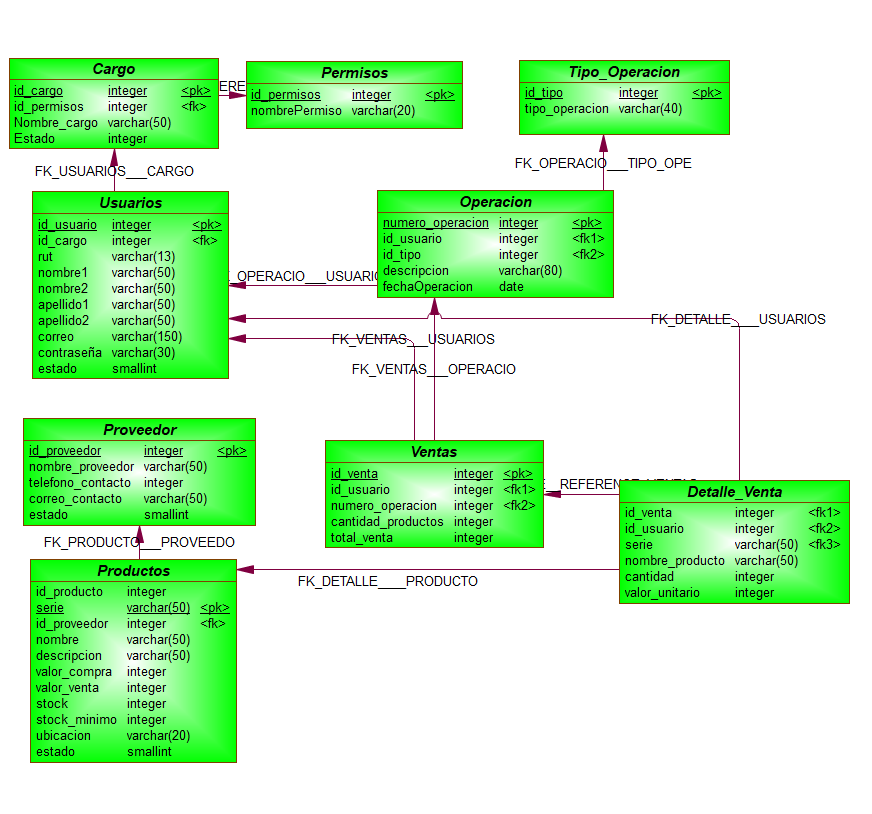 Cargo
id_cargo integer <pk>
id_permisos integer <fk>
Nombre_cargo varchar(50)
Estado integer
ERE
Permisos
id_permisos integer <pk>
nombrePermiso varchar(20)
Tipo_Operacion
id_tipo integer <pk>
tipo_operacion varchar(40)
FK_USUARIOS___CARGO
FK_OPERACIO___TIPO_OPE
Usuarios
id_usuario integer <pk>
id_cargo integer <fk>
rut varchar(13)
nombre1 varchar(50)
nombre2 varchar(50)
apellido1 varchar(50)
apellido2 varchar(50)
correo varchar(150)
contraseña varchar(30)
estado smallint
Operacion
numero_operacion integer <pk>
id_usuario integer <fk1>
id_tipo integer <fk2>
descripcion varchar(80)
fechaOperacion date
_OPERACIO___USUARIO
FK_DETALLE____USUARIOS
FK_VENTAS___USUARIOS
FK_VENTAS___OPERACIO
Proveedor
id_proveedor integer <pk>
nombre_proveedor varchar(50)
telefono_contacto integer
correo_contacto varchar(50)
estado smallint
Ventas
id_venta integer <pk>
id_usuario integer <fk1>
numero_operacion integer <fk2>
cantidad_productos integer
total_venta integer
_REFERENCE_VENTAS
Detalle_Venta
id_venta integer <fk1>
id_usuario integer <fk2>
serie varchar(50) <fk3>
nombre_producto varchar(50)
cantidad integer
valor_unitario integer
FK_PRODUCTO___PROVEEDO
Productos
id_producto integer
serie varchar(50) <pk>
id_proveedor integer <fk>
nombre varchar(50)
descripcion varchar(50)
valor_compra integer
valor_venta integer
stock integer
stock_minimo integer
ubicacion varchar(20)
estado smallint
FK_DETALLE____PRODUCTO